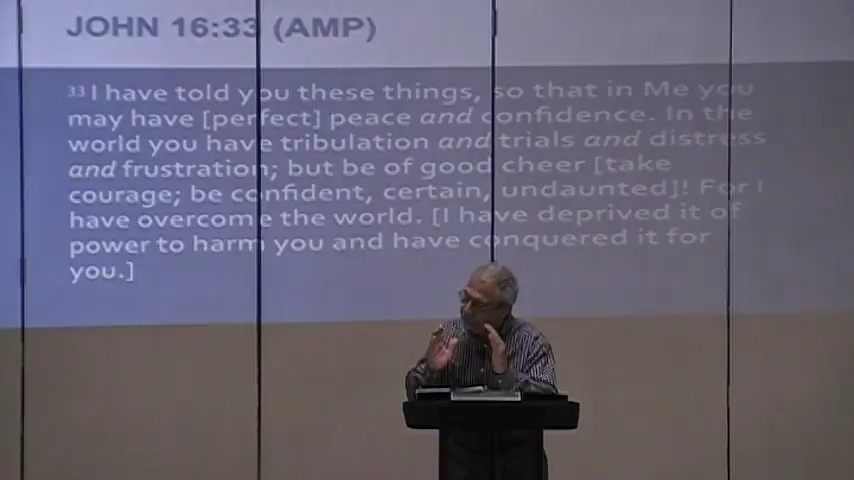 JOHN 16:33 (AMP)
33 I have told you these things, so that in Me you
may have [perfect] peace and confidence. In the
world you have tribulation and trials and distress
and frustration; but be of good cheer [take
courage; be confident, certain, undaunted]! For I
have overcome the world. [I have deprived it of
power to harm you and have conquered it for
you.]